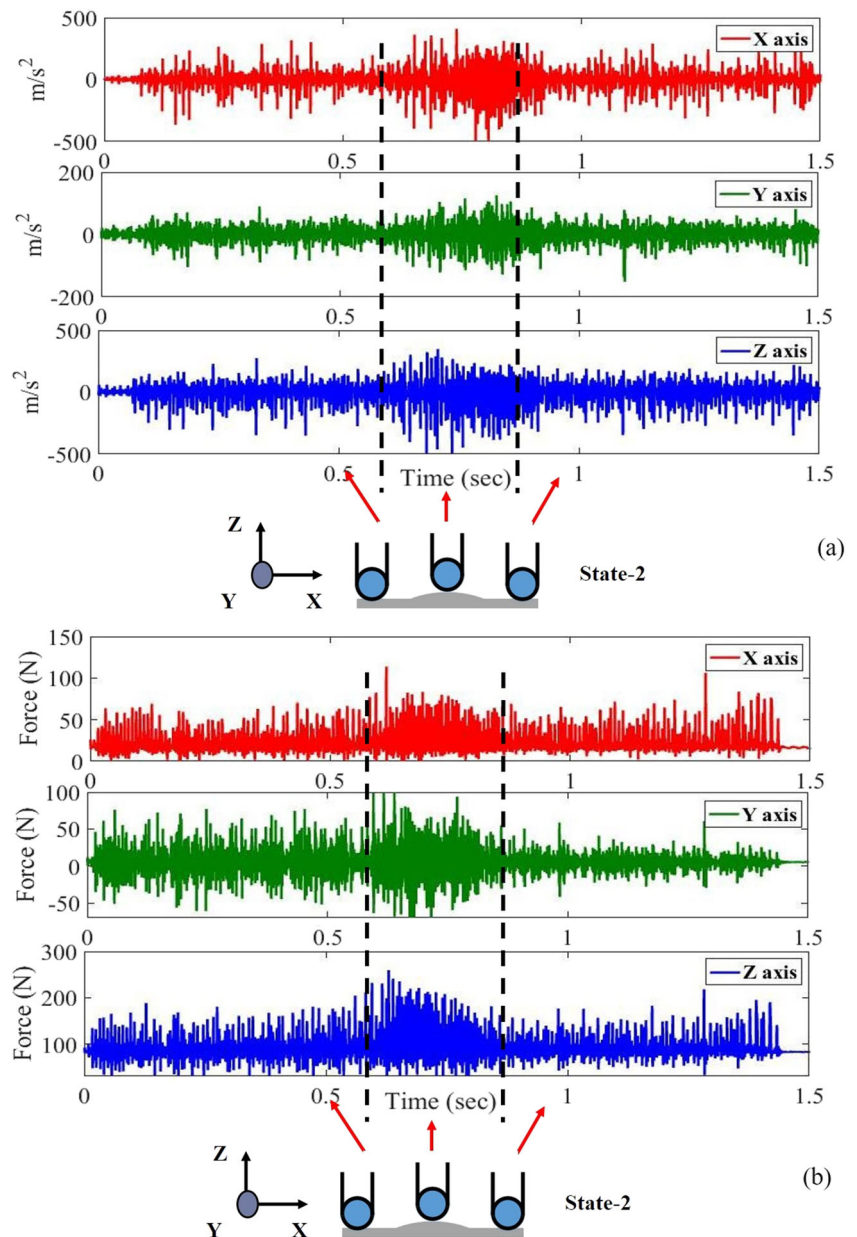 500
X axis
m/s²
0
-500
0
0.5
1
1.5
200
Y axis
m/s²
0
-200
0
0.5
1
1.5
500
Z axis
m/s²
0
-500
0
0.5
Time (sec)
1
1.5
(a)
Z
Y
X
State-2
150
X axis
Force (N)
100
50
0
0
0.5
1
1.5
100
Y axis
Force (N)
50
0
-50
0
0.5
1
1.5
300
Z axis
Force (N)
200
100
0
0.5
Time (sec)
1
1.5
(b)
Z
Y
X
State-2